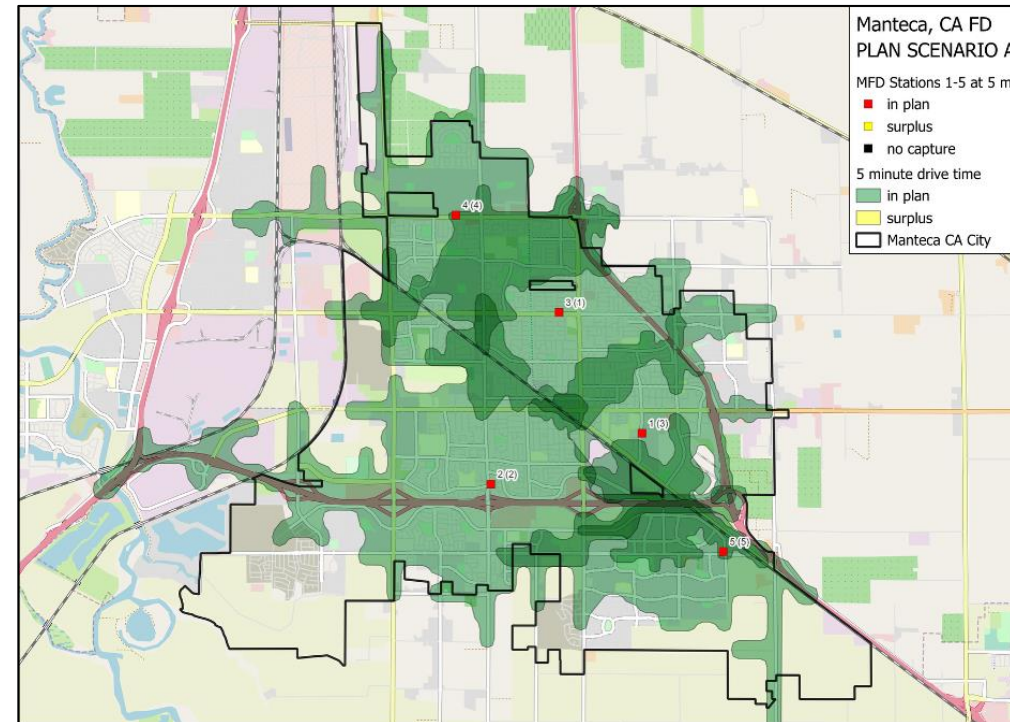 Manteca, CA FD
PLAN SCENARIO A
MFD Stations 1-5 at 5 m
in plan
surplus
no capture
5 minute drive time
in plan
surplus
Manteca CA City
4 (4)
3 (1)
1 (3)
2 (2)
5 (5)